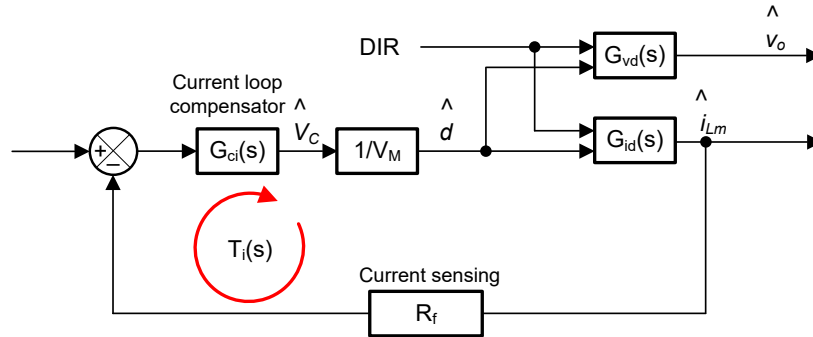 DIR
^
v_o
G_vd(s)
Current loop
compensator
^
V_C
^
d
^
i_Lm
+
−
G_ci(s)
1/V_M
G_id(s)
T_i(s)
Current sensing
R_f